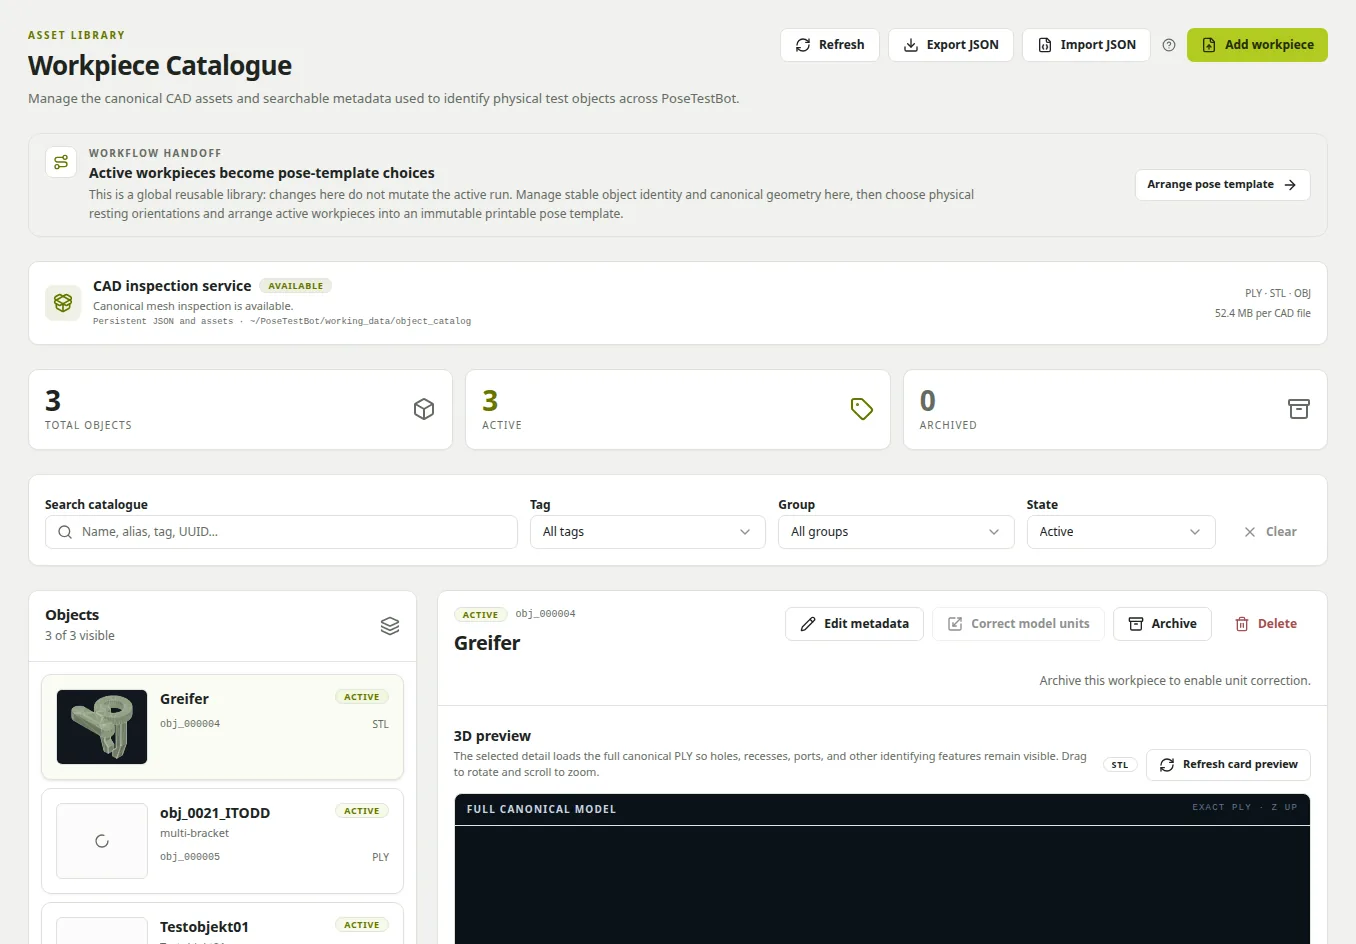 ASSET LIBRARY
Workpiece Catalogue
Manage the canonical CAD assets and searchable metadata used to identify physical test objects across PoseTestBot.
Refresh
Export JSON
Import JSON
Add workpiece
WORKFLOW HANDOFF
Active workpieces become pose-template choices
This is a global reusable library: changes here do not mutate the active run. Manage stable object identity and canonical geometry here, then choose physical
resting orientations and arrange active workpieces into an immutable printable pose template.
Arrange pose template
CAD inspection service
AVAILABLE
Canonical mesh inspection is available.
Persistent JSON and assets · ~/PoseTestBot/working_data/object_catalog
PLY · STL · OBJ
52.4 MB per CAD file
3
TOTAL OBJECTS
3
ACTIVE
0
ARCHIVED
Search catalogue
Name, alias, tag, UUID...
Tag
All tags
Group
All groups
State
Active
Clear
Objects
3 of 3 visible
Greifer
ACTIVE
obj_000004
STL
obj_0021_ITODD
ACTIVE
multi-bracket
obj_000005
PLY
Testobjekt01
ACTIVE
ACTIVE
obj_000004
Greifer
Edit metadata
Correct model units
Archive
Delete
Archive this workpiece to enable unit correction.
3D preview
The selected detail loads the full canonical PLY so holes, recesses, ports, and other identifying features remain visible. Drag
to rotate and scroll to zoom.
STL
Refresh card preview
FULL CANONICAL MODEL
EXACT PLY · Z UP